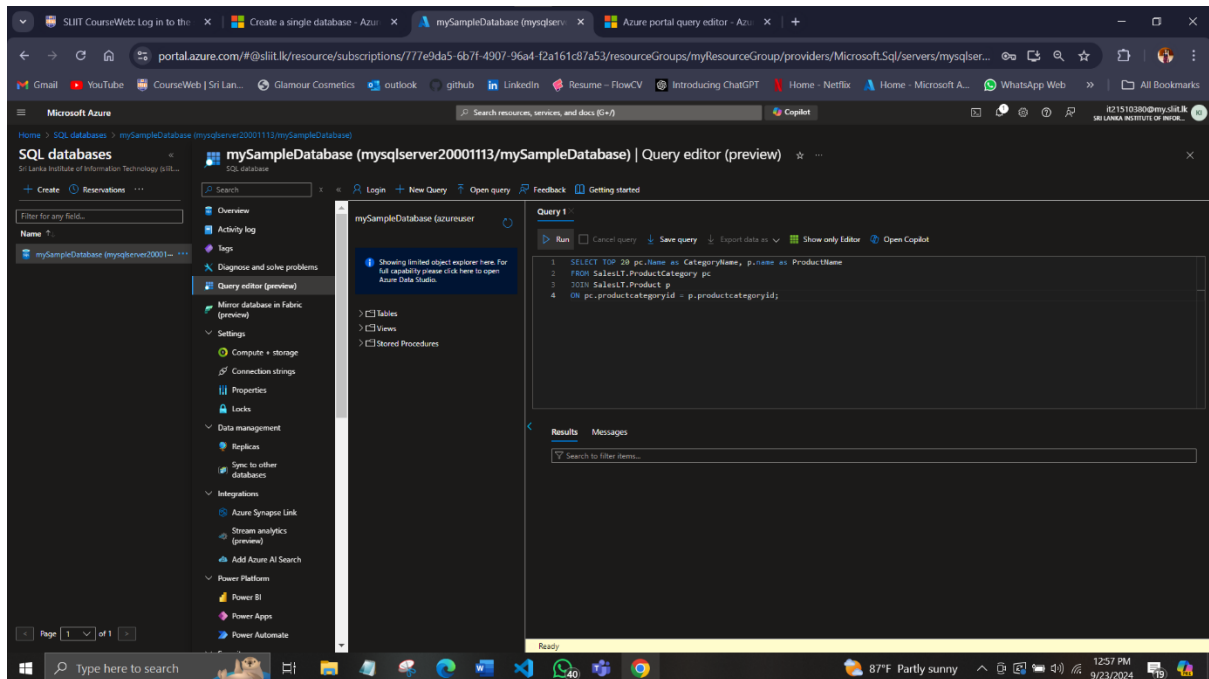 SLIIT CourseWeb: Log in to the
Create a single database - Azur
mySampleDatabase (mysqlserv
Azure portal query editor - Azu
portal.azure.com/#@sliit.lk/resource/subscriptions/777e9da5-6b7f-4907-96a4-f2a161c87a53/resourceGroups/myResourceGroup/providers/Microsoft.Sql/servers/mysqlser...
Gmail YouTube CourseWeb | Sri Lan... Glamour Cosmetics outlook github LinkedIn Resume – FlowCV Introducing ChatGPT Home - Netflix Home - Microsoft A... WhatsApp Web » All Bookmarks
Microsoft Azure
Search resources, services, and docs (G+/)
Copilot
it21510380@my.sliit.lk
SRI LANKA INSTITUTE OF INFOR...
KI
Home > SQL databases > mySampleDatabase (mysqlserver20001113/mySampleDatabase)
SQL databases
Sri Lanka Institute of Information Technology (sliit....
+ Create Reservations ...
Filter for any field...
Name ↑
mySampleDatabase (mysqlserver20001— ...
Page 1 of 1
mySampleDatabase (mysqlserver20001113/mySampleDatabase) | Query editor (preview)
SQL database
Search
Login + New Query Open query Feedback Getting started
Overview
Activity log
Tags
Diagnose and solve problems
Query editor (preview)
Mirror database in Fabric
(preview)
Settings
Compute + storage
Connection strings
Properties
Locks
Data management
Replicas
Sync to other
databases
Integrations
Azure Synapse Link
Stream analytics
(preview)
Add Azure AI Search
Power Platform
Power BI
Power Apps
Power Automate
mySampleDatabase (azureuser
Showing limited object explorer here. For
full capability please click here to open
Azure Data Studio.
Tables
Views
Stored Procedures
Query 1
Run Cancel query Save query Export data as Show only Editor Open Copilot
1 SELECT TOP 20 pc.Name as CategoryName, p.name as ProductName
2 FROM SalesLT.ProductCategory pc
3 JOIN SalesLT.Product p
4 ON pc.productcategoryid = p.productcategoryid;
Results Messages
Search to filter items...
Ready
Type here to search
40
87°F Partly sunny
12:57 PM
9/23/2024
19